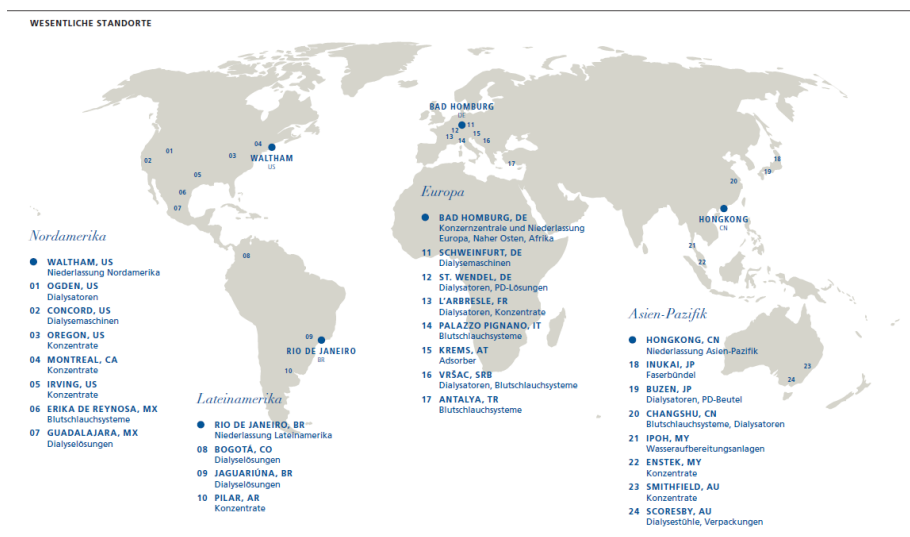 WESENTLICHE STANDORTE
BAD HOMBURG
DE
11
12
13
14
15
16
17
04
WALTHAM
US
01
02
03
05
06
07
18
19
20
HONGKONG
CN
21
22
08
09
RIO DE JANEIRO
BR
10
23
24
Nordamerika
WALTHAM, US
Niederlassung Nordamerika
01 OGDEN, US
Dialysatoren
02 CONCORD, US
Dialysemaschinen
03 OREGON, US
Konzentrate
04 MONTREAL, CA
Konzentrate
05 IRVING, US
Konzentrate
06 ERIKA DE REYNOSA, MX
Blutschlauchsysteme
07 GUADALAJARA, MX
Dialyselösungen
Lateinamerika
RIO DE JANEIRO, BR
Niederlassung Lateinamerika
08 BOGOTÁ, CO
Dialyselösungen
09 JAGUARIÚNA, BR
Dialyselösungen
10 PILAR, AR
Konzentrate
Europa
BAD HOMBURG, DE
Konzernzentrale und Niederlassung
Europa, Naher Osten, Afrika
11 SCHWEINFURT, DE
Dialysemaschinen
12 ST. WENDEL, DE
Dialysatoren, PD-Lösungen
13 L'ARBRESLE, FR
Dialysatoren, Konzentrate
14 PALAZZO PIGNANO, IT
Blutschlauchsysteme
15 KREMS, AT
Adsorber
16 VRŠAC, SRB
Dialysatoren, Blutschlauchsysteme
17 ANTALYA, TR
Blutschlauchsysteme
Asien-Pazifik
HONGKONG, CN
Niederlassung Asien-Pazifik
18 INUKAI, JP
Faserbündel
19 BUZEN, JP
Dialysatoren, PD-Beutel
20 CHANGSHU, CN
Blutschlauchsysteme, Dialysatoren
21 IPOH, MY
Wasseraufbereitungsanlagen
22 ENSTEK, MY
Konzentrate
23 SMITHFIELD, AU
Konzentrate
24 SCORESBY, AU
Dialysestühle, Verpackungen